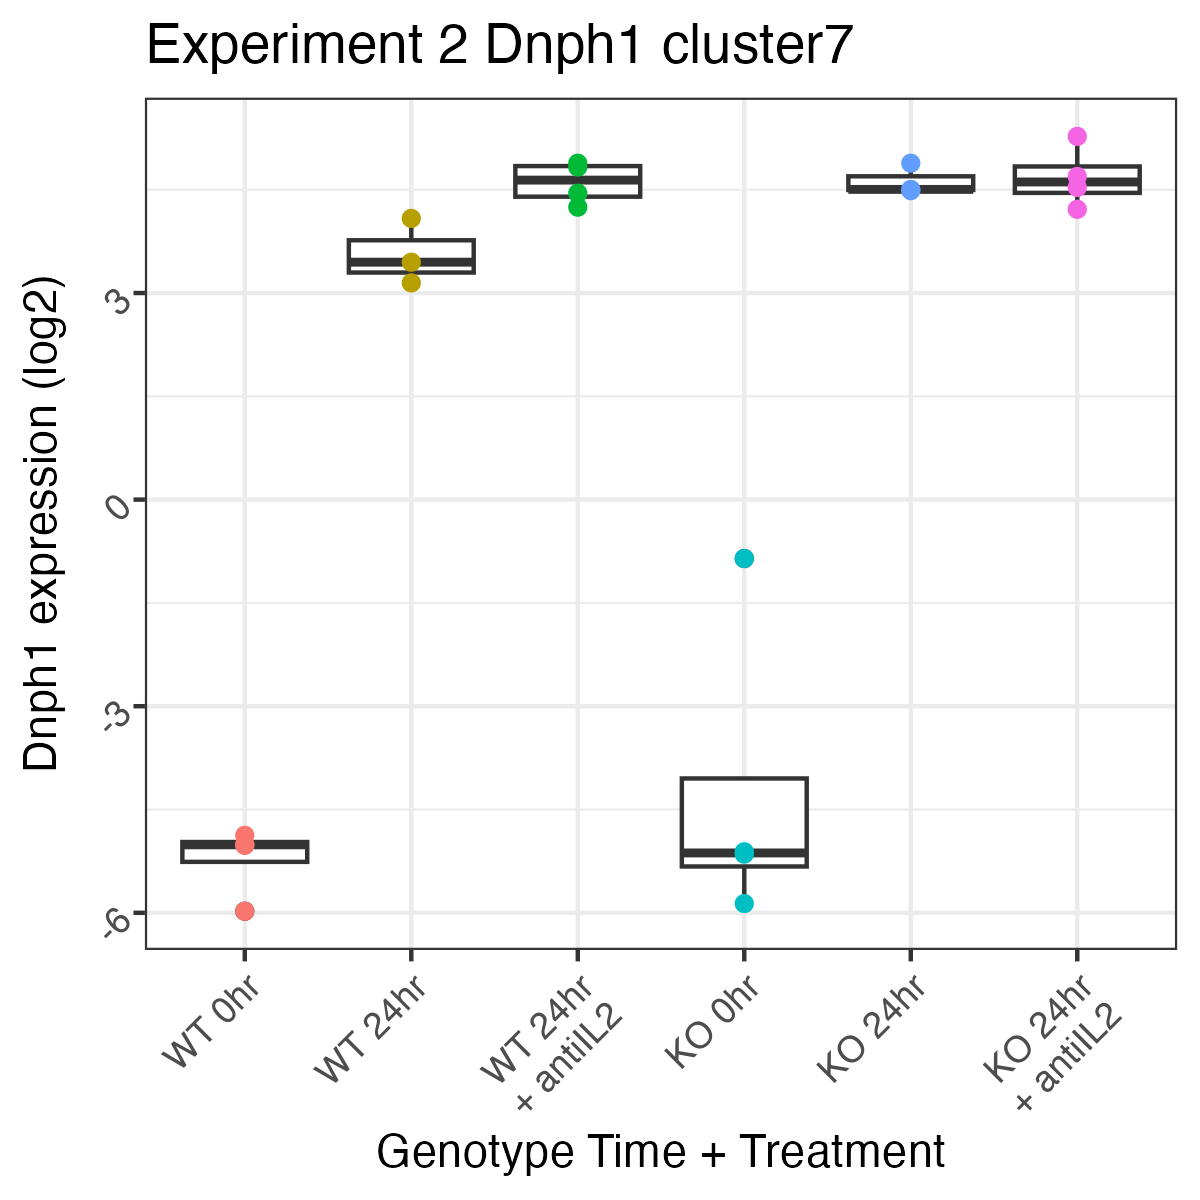 Experiment 2 Dnph1 cluster7
Dnph1 expression (log2)
3
0
-3
-6
WT 0hr
WT 24hr
WT 24hr
+ antiIL2
KO 0hr
KO 24hr
KO 24hr
+ antiIL2
Genotype Time + Treatment